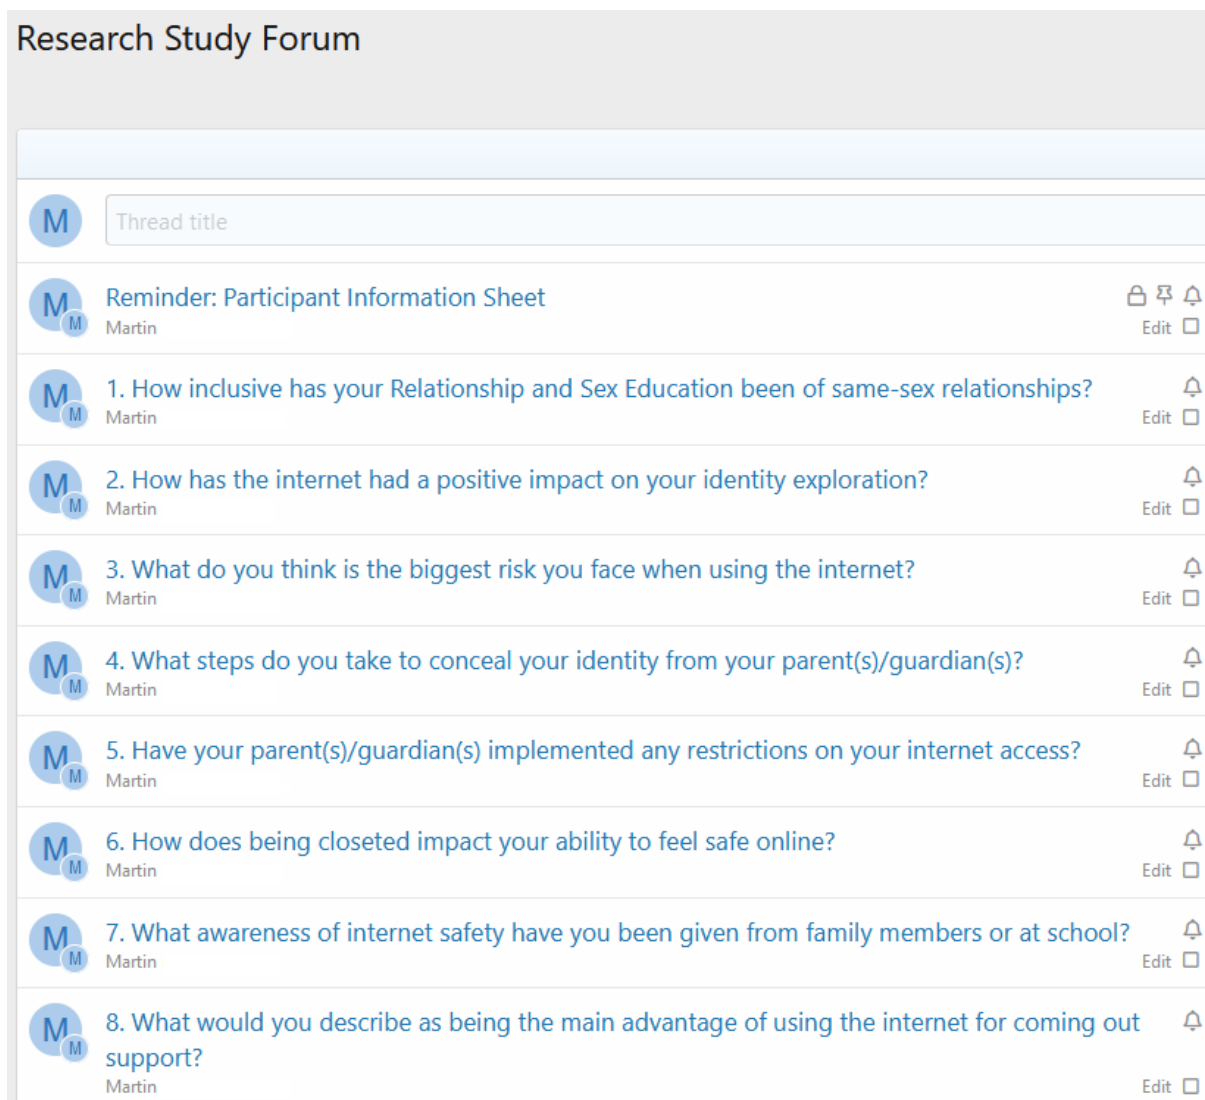 Research Study Forum
M
Thread title
M
M
Reminder: Participant Information Sheet
Martin
Edit
M
M
1. How inclusive has your Relationship and Sex Education been of same-sex relationships?
Martin
Edit
M
M
2. How has the internet had a positive impact on your identity exploration?
Martin
Edit
M
M
3. What do you think is the biggest risk you face when using the internet?
Martin
Edit
M
M
4. What steps do you take to conceal your identity from your parent(s)/guardian(s)?
Martin
Edit
M
M
5. Have your parent(s)/guardian(s) implemented any restrictions on your internet access?
Martin
Edit
M
M
6. How does being closeted impact your ability to feel safe online?
Martin
Edit
M
M
7. What awareness of internet safety have you been given from family members or at school?
Martin
Edit
M
M
8. What would you describe as being the main advantage of using the internet for coming out
support?
Martin
Edit